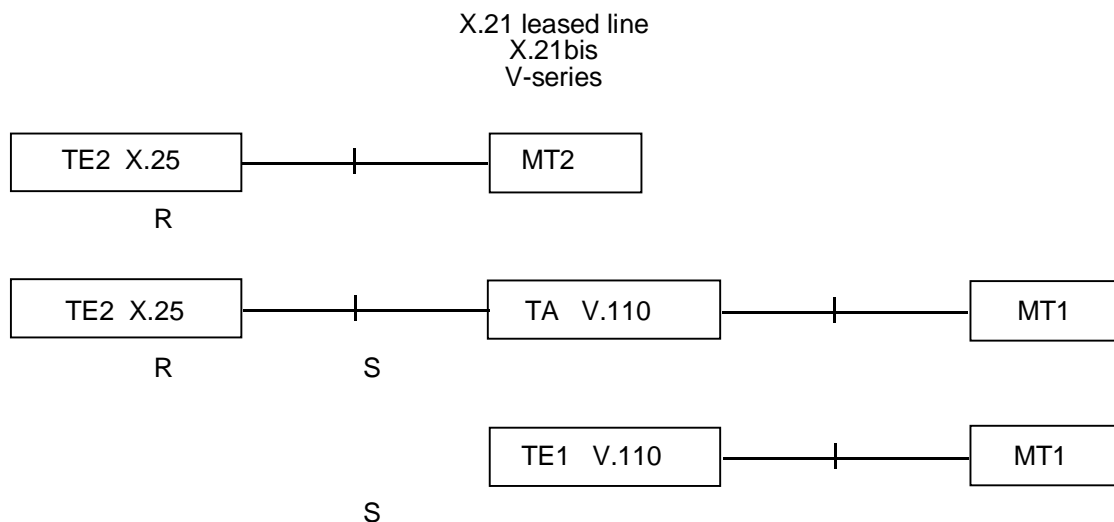 X.21 leased line
X.21bis
V-series
TE2 X.25 MT2
R
TE2 X.25 TA V.110 MT1
R S
TE1 V.110 MT1
S